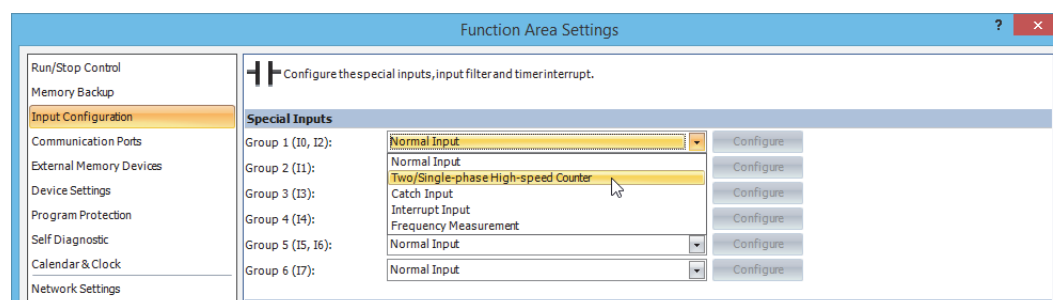 Function Area Settings
?
×
Run/Stop Control
Memory Backup
Input Configuration
Communication Ports
External Memory Devices
Device Settings
Program Protection
Self Diagnostic
Calendar & Clock
Network Settings
Configure the special inputs, input filter and timer interrupt.
Special Inputs
Group 1 (I0, I2): Normal Input Configure
Group 2 (I1): Configure
Group 3 (I3): Configure
Group 4 (I4): Configure
Normal Input
Two/Single-phase High-speed Counter
Catch Input
Interrupt Input
Frequency Measurement
Group 5 (I5, I6): Normal Input Configure
Group 6 (I7): Normal Input Configure